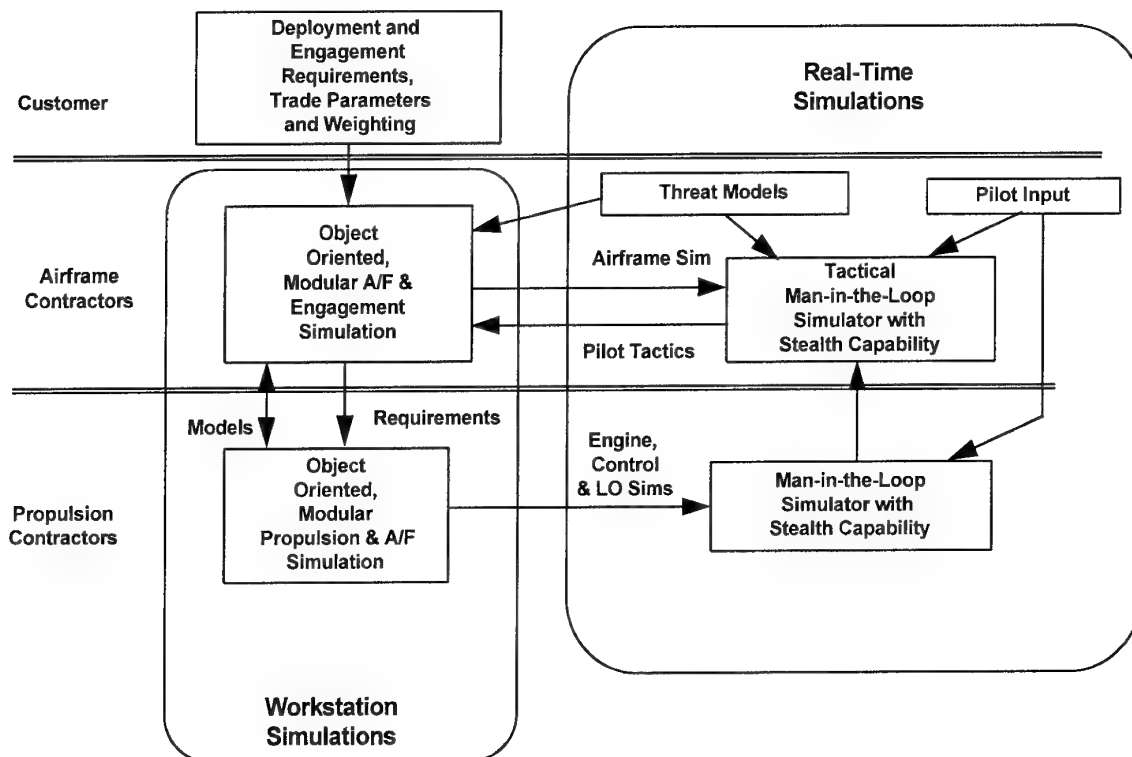 Deployment and
Engagement
Requirements,
Trade Parameters
and Weighting
Real-Time
Simulations
Customer
Threat Models
Pilot Input
Object
Oriented,
Modular A/F &
Engagement
Simulation
Airframe Sim
Tactical
Man-in-the-Loop
Simulator with
Stealth Capability
Airframe
Contractors
Pilot Tactics
Models
Requirements
Object
Oriented,
Modular
Propulsion & A/F
Simulation
Engine,
Control
& LO Sims
Man-in-the-Loop
Simulator with
Stealth Capability
Propulsion
Contractors
Workstation
Simulations